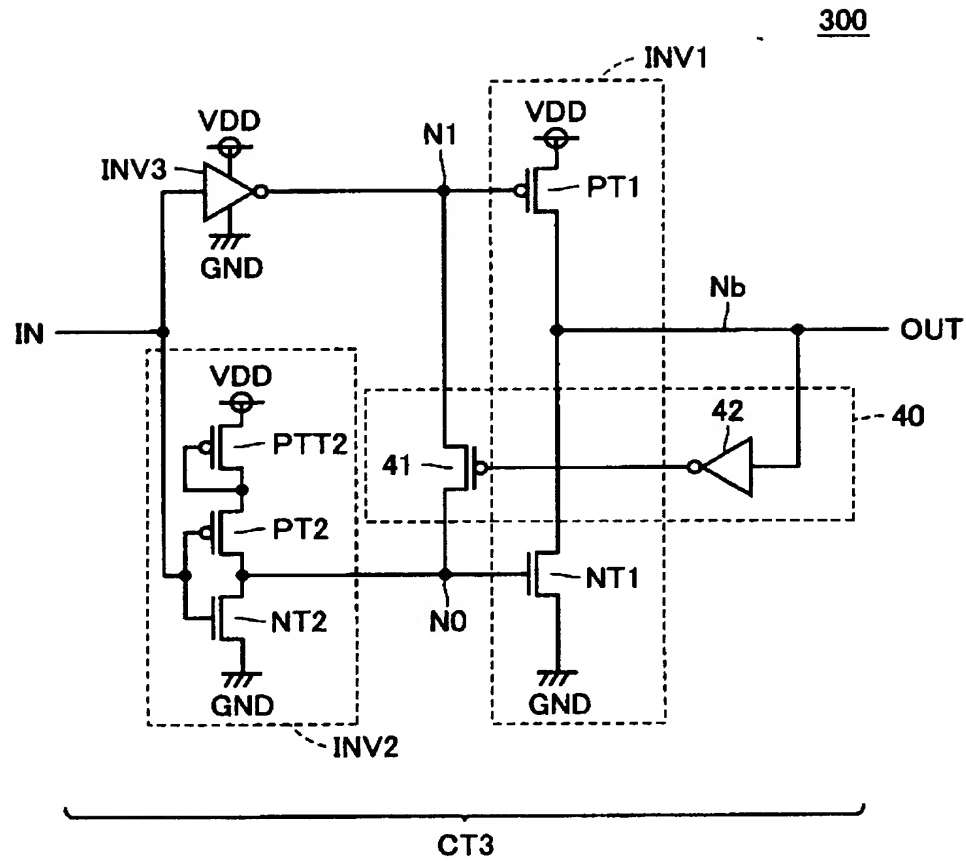 300
INV1
VDD
VDD
N1
INV3
PT1
GND
Nb
IN
OUT
VDD
42
40
PTT2
41
PT2
NT1
NT2
N0
GND
GND
INV2
CT3